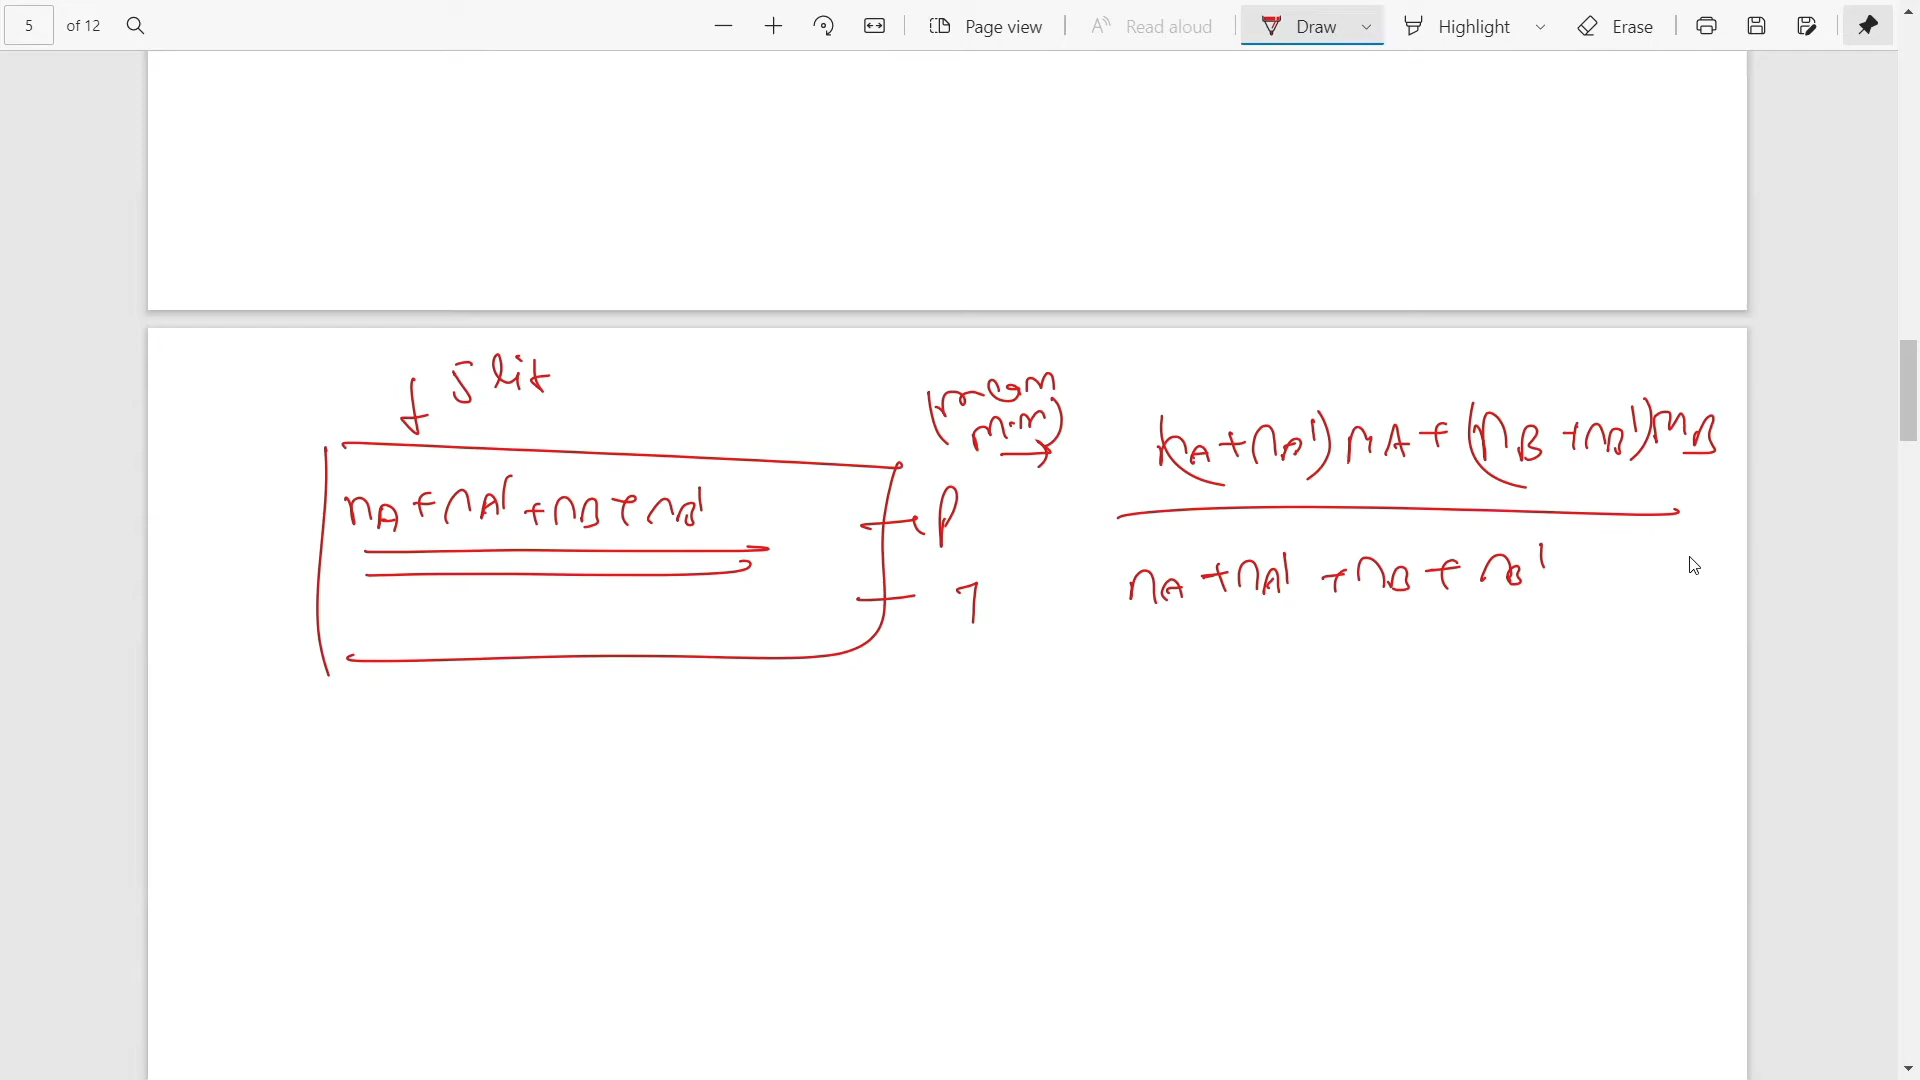 5 of 12 Page view Read aloud Draw Highlight Erase
5 lit
(mean
m.m)
(nA+nA')MA+(nB+nB')MB
nA+nA'+nB+nB'
P
nA+nA'+nB+nB'